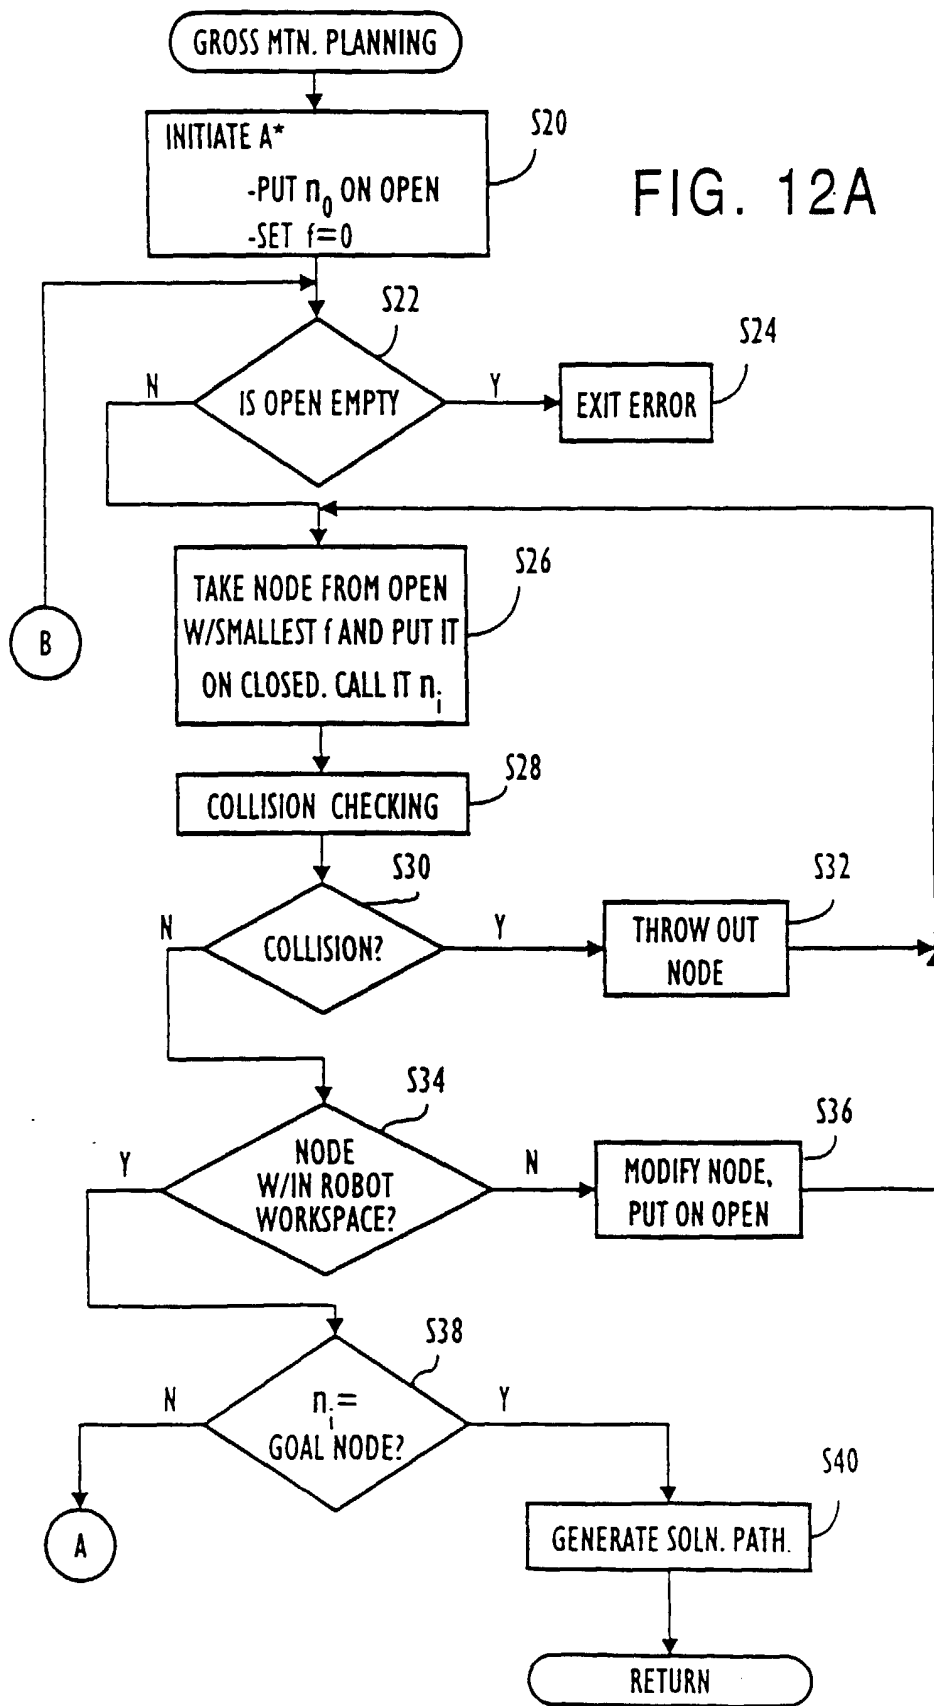 GROSS MTN. PLANNING
INITIATE A*
-PUT n0 ON OPEN
-SET f=0
S20
FIG. 12A
S22
IS OPEN EMPTY
N
Y
S24
EXIT ERROR
S26
TAKE NODE FROM OPEN
W/SMALLEST f AND PUT IT
ON CLOSED. CALL IT ni
B
S28
COLLISION CHECKING
S30
COLLISION?
N
Y
S32
THROW OUT
NODE
S34
NODE
W/IN ROBOT
WORKSPACE?
Y
N
S36
MODIFY NODE,
PUT ON OPEN
S38
ni=
GOAL NODE?
N
Y
A
S40
GENERATE SOLN. PATH.
RETURN